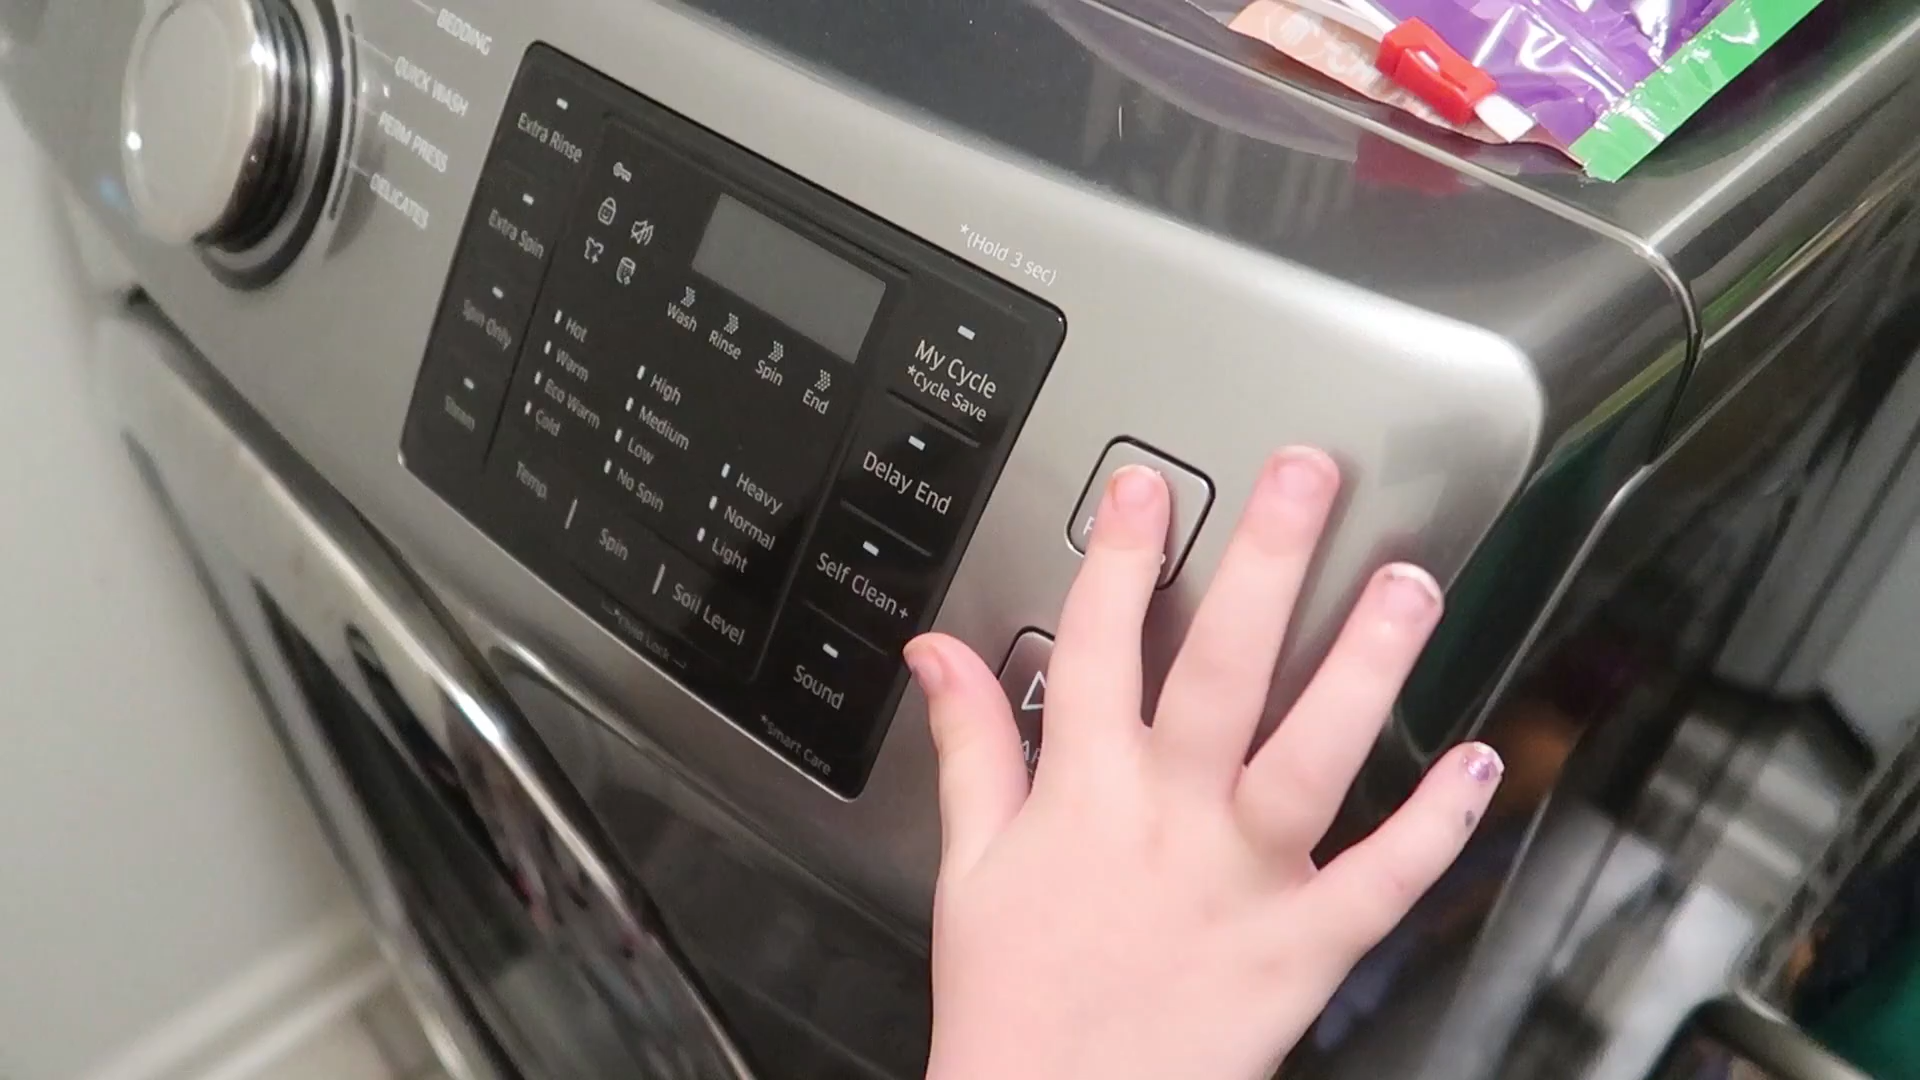 BEDDING
QUICK WASH
PERM PRESS
DELICATES
Extra Rinse
Extra Spin
Spin Only
Wash
Rinse
Spin
End
Hot
Warm
Eco Warm
Cold
High
Medium
Low
No Spin
Heavy
Normal
Light
Temp
Spin
Soil Level
*Child Lock
*(Hold 3 sec)
My Cycle
*Cycle Save
Delay End
Self Clean+
Sound
*Smart Care